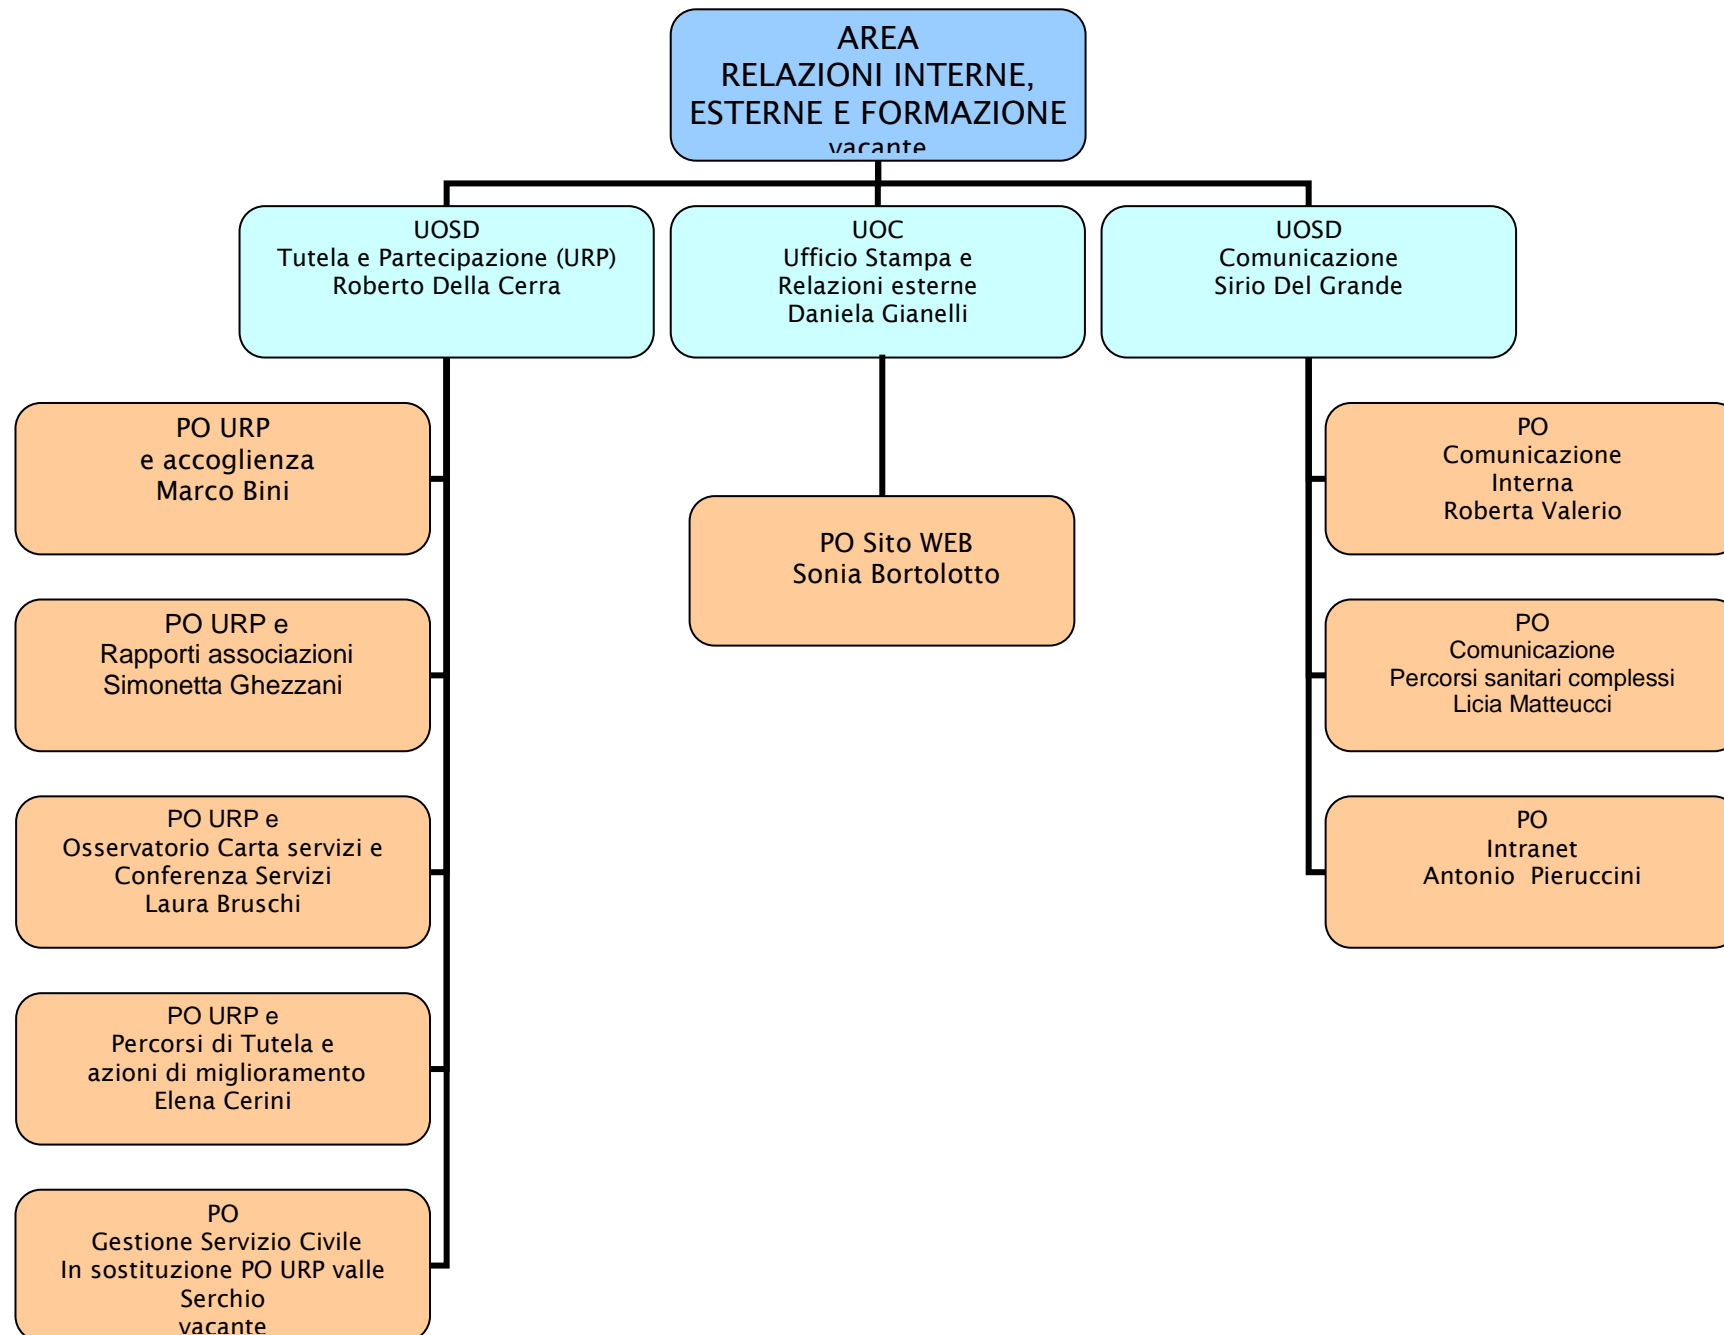 AREA
RELAZIONI INTERNE,
ESTERNE E FORMAZIONE
vacante
UOSD
Tutela e Partecipazione (URP)
Roberto Della Cerra
UOC
Ufficio Stampa e
Relazioni esterne
Daniela Gianelli
UOSD
Comunicazione
Sirio Del Grande
PO URP
e accoglienza
Marco Bini
PO URP e
Rapporti associazioni
Simonetta Ghezzani
PO URP e
Osservatorio Carta servizi e
Conferenza Servizi
Laura Bruschi
PO URP e
Percorsi di Tutela e
azioni di miglioramento
Elena Cerini
PO
Gestione Servizio Civile
In sostituzione PO URP valle
Serchio
vacante
PO Sito WEB
Sonia Bortolotto
PO
Comunicazione
Interna
Roberta Valerio
PO
Comunicazione
Percorsi sanitari complessi
Licia Matteucci
PO
Intranet
Antonio  Pieruccini